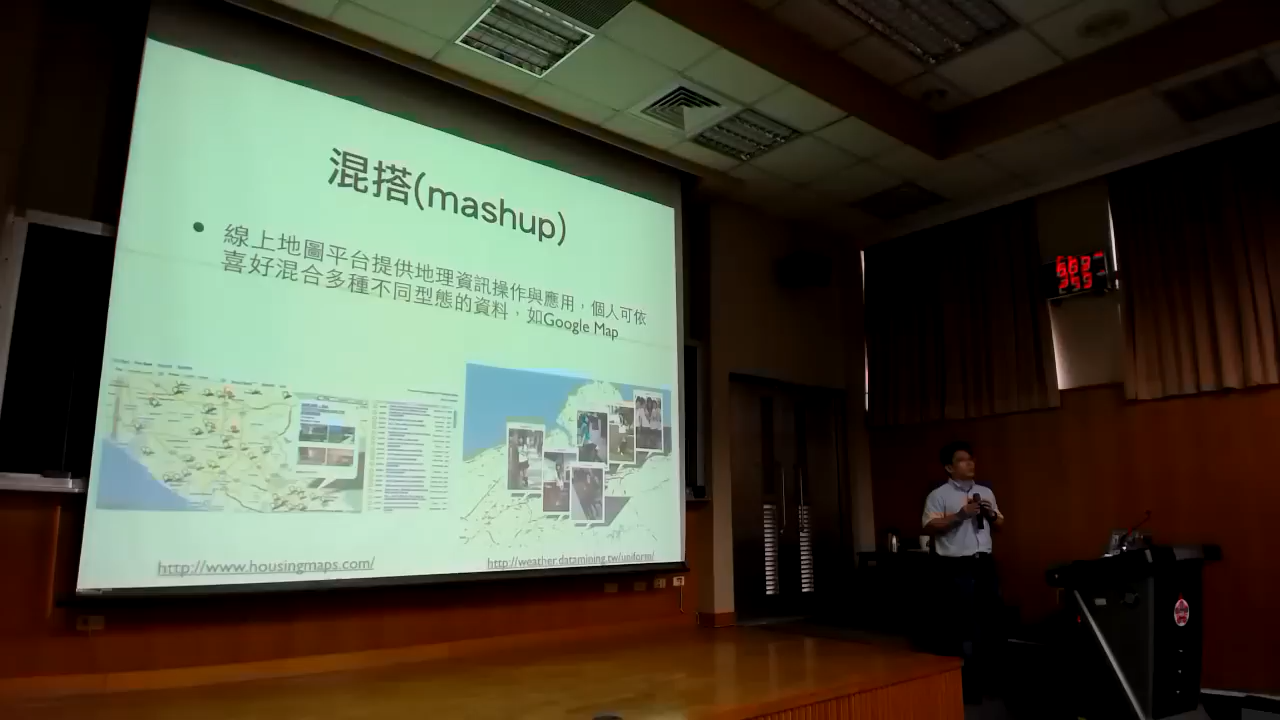 混搭(mashup)
線上地圖平台提供地理資訊操作與應用，個人可依
喜好混合多種不同型態的資料，如Google Map
http://www.housingmaps.com/
http://weather.datamining.tw/uniform/